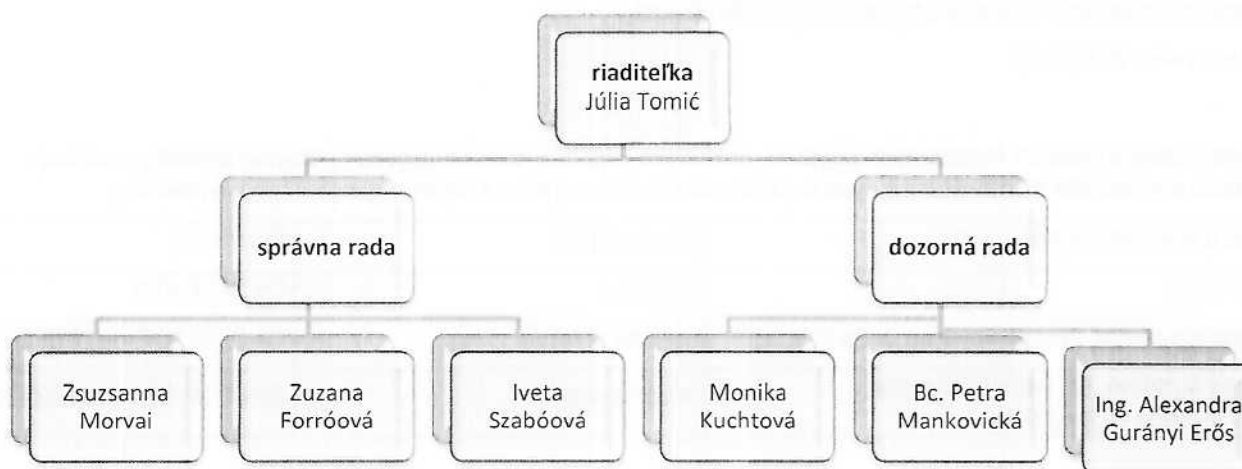 riaditeľka
Júlia Tomić
správna rada
dozorná rada
Zsuzsanna
Morvai
Zuzana
Forróová
Iveta
Szabóová
Monika
Kuchtová
Bc. Petra
Mankovická
Ing. Alexandra
Gurányi Erős